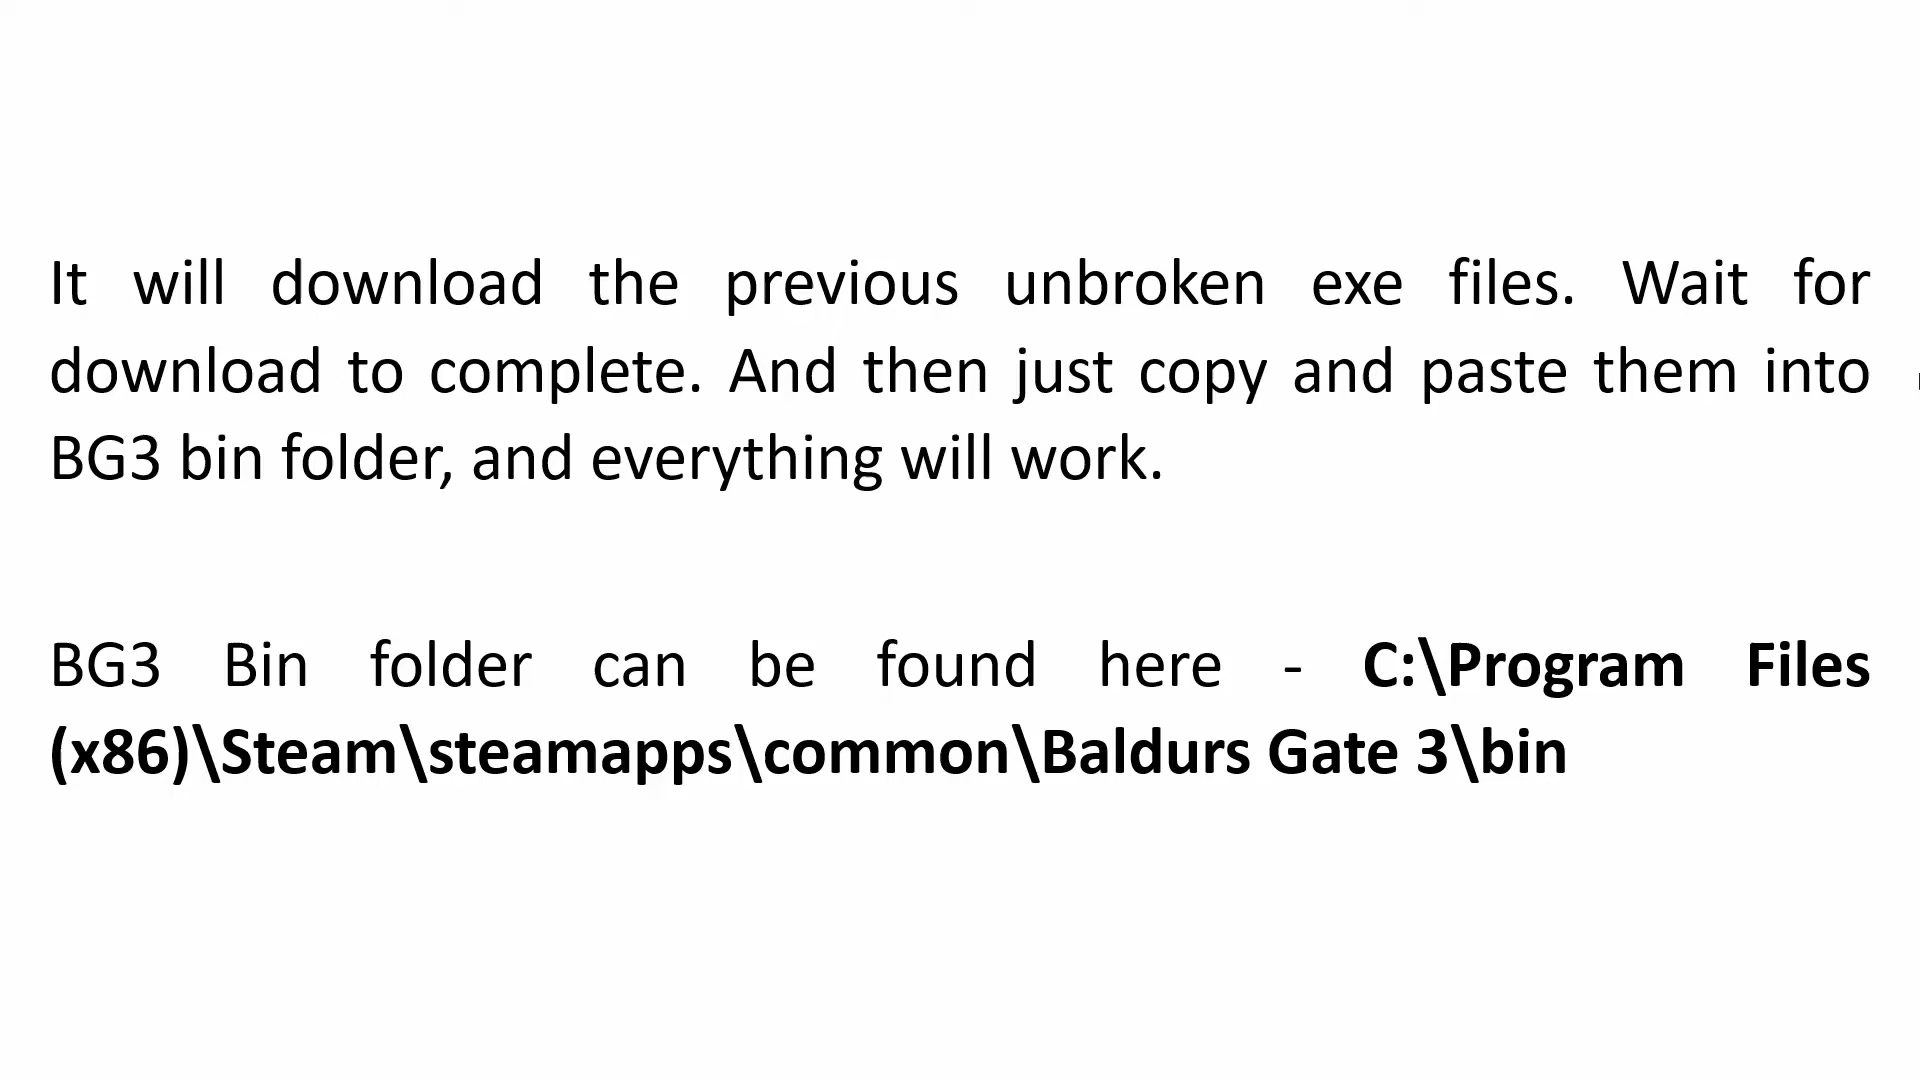 It will download the previous unbroken exe files. Wait for
download to complete. And then just copy and paste them into
BG3 bin folder, and everything will work.
BG3 Bin folder can be found here - C:\Program Files
(x86)\Steam\steamapps\common\Baldurs Gate 3\bin